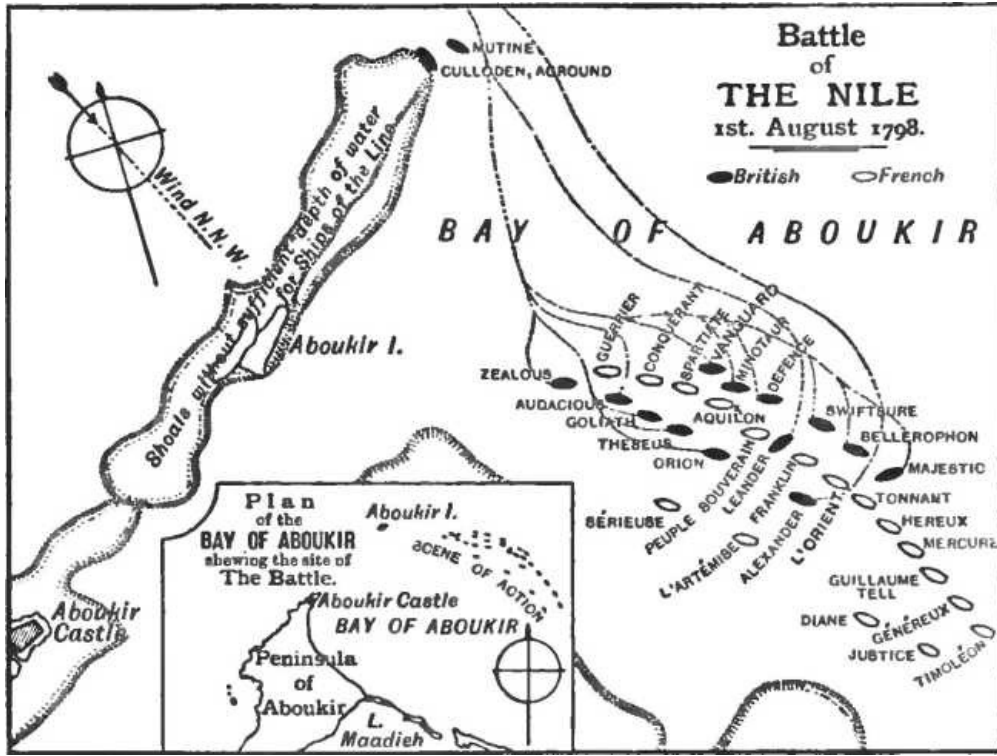 Battle
of
THE NILE
1st. August 1798.
British
French
MUTINE
CULLODEN, AGROUND
Wind N.N.W.
Shoals without sufficient depth of water
for Ships of the Line
Aboukir I.
BAY OF ABOUKIR
GUERRIER
CONQUÉRANT
SPARTIATE
VANGUARD
MINOTAUR
DEFENCE
ZEALOUS
AUDACIOUS
GOLIATH
THESEUS
ORION
AQUILON
SWIFTSURE
BELLEROPHON
MAJESTIC
PEUPLE SOUVERAIN
LEANDER
FRANKLIN
SÉRIEUSE
L'ARTÉMISE
ALEXANDER
L'ORIENT
TONNANT
HEREUX
MERCURE
GUILLAUME
TELL
DIANE
GÉNÉREUX
JUSTICE
TIMOLÉON
Aboukir
Castle
Plan
of the
BAY OF ABOUKIR
shewing the site of
The Battle.
Aboukir I.
SCENE OF ACTION
Aboukir Castle
BAY OF ABOUKIR
Peninsula
of
Aboukir
L.
Maadieh